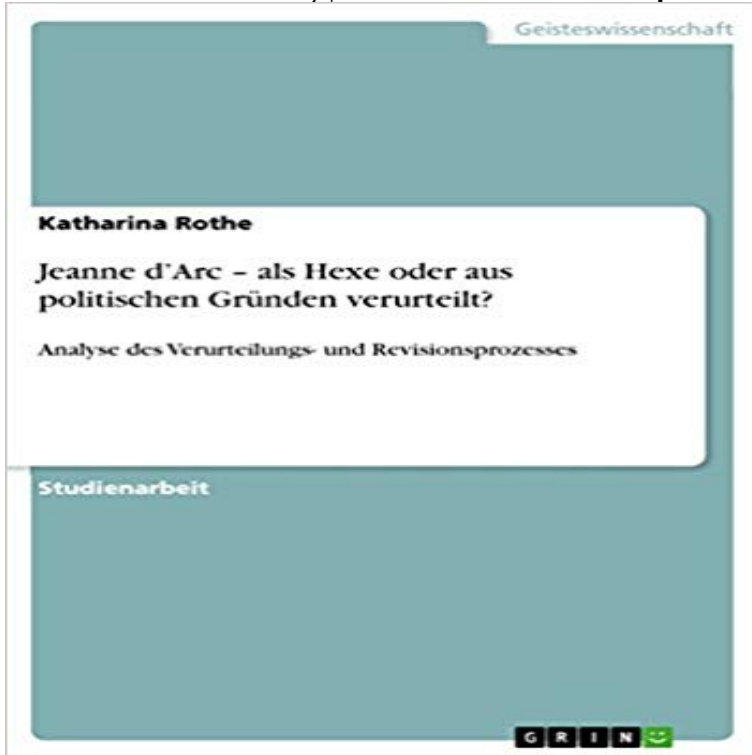 Geisteswissenschaft
Katharina Rothe
Jeanne d'Arc – als Hexe oder aus
politischen Gründen verurteilt?
Analyse des Verurteilungs- und Revisionsprozesses
Studienarbeit
GRIN